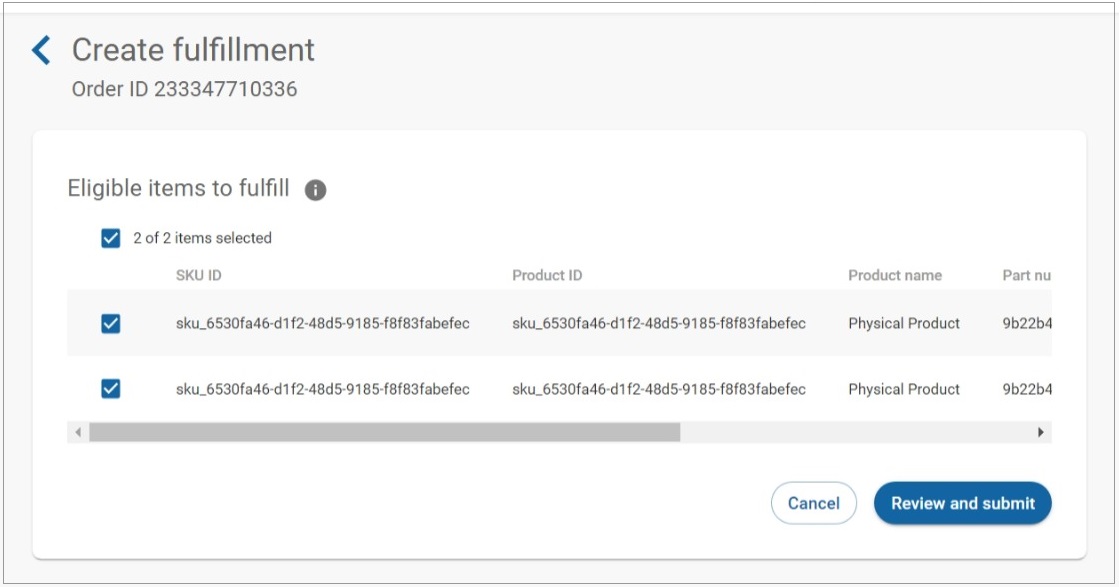 Create fulfillment
Order ID 233347710336
Eligible items to fulfill
2 of 2 items selected
SKU ID Product ID Product name Part nu
sku_6530fa46-d1f2-48d5-9185-f8f83fabefec sku_6530fa46-d1f2-48d5-9185-f8f83fabefec Physical Product 9b22b4
sku_6530fa46-d1f2-48d5-9185-f8f83fabefec sku_6530fa46-d1f2-48d5-9185-f8f83fabefec Physical Product 9b22b4
Cancel Review and submit